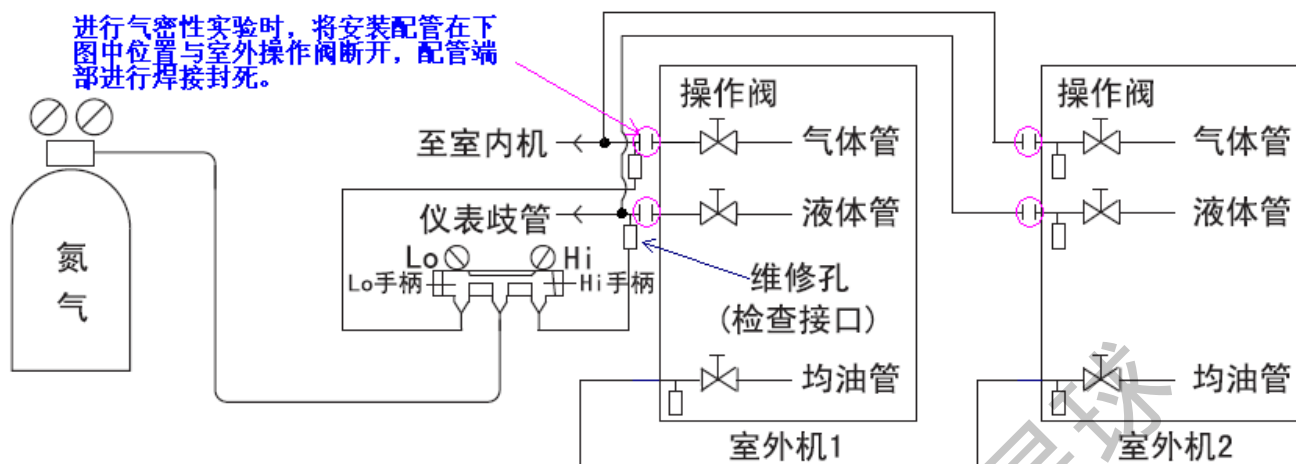 进行气密性实验时，将安装配管在下
图中位置与室外操作阀断开，配管端
部进行焊接封死。
操作阀
操作阀
至室内机
气体管
气体管
仪表歧管
液体管
液体管
氮气
Lo
Hi
Lo手柄
Hi手柄
维修孔
(检查接口)
均油管
均油管
室外机1
室外机2
星球